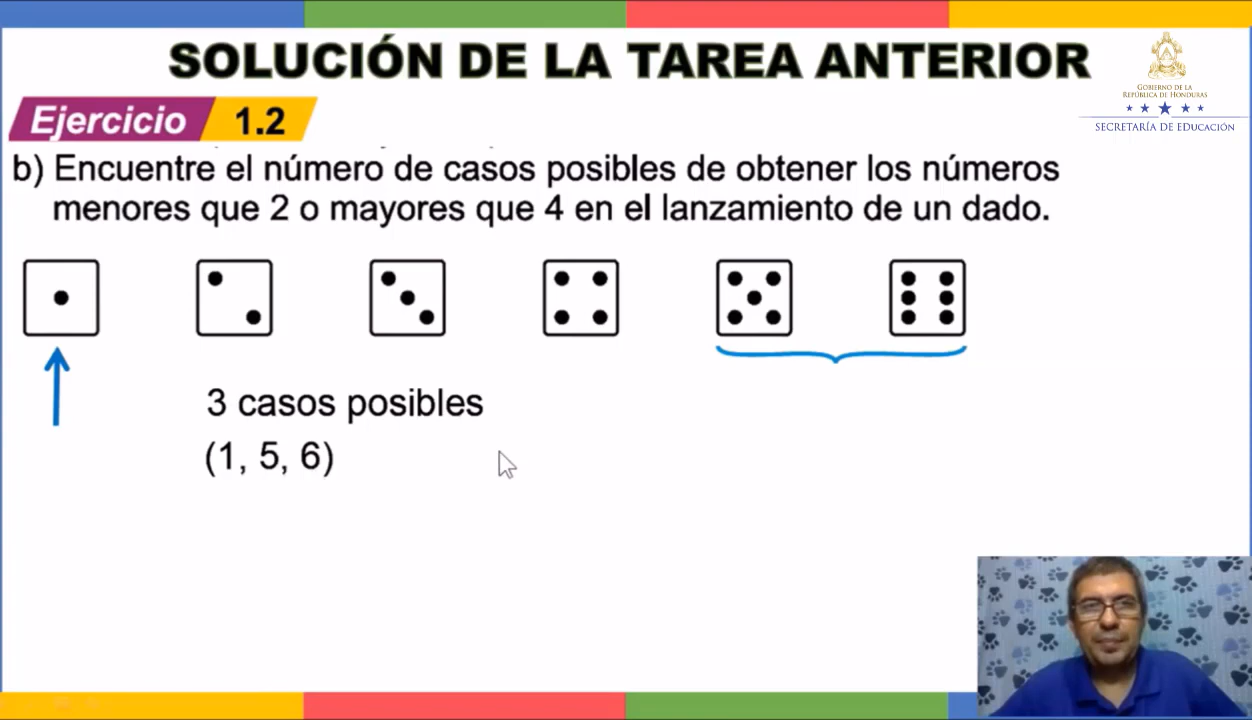 SOLUCIÓN DE LA TAREA ANTERIOR
GOBIERNO DE LA
REPÚBLICA DE HONDURAS
SECRETARÍA DE EDUCACIÓN
Ejercicio 1.2
b) Encuentre el número de casos posibles de obtener los números
menores que 2 o mayores que 4 en el lanzamiento de un dado.
3 casos posibles
(1, 5, 6)